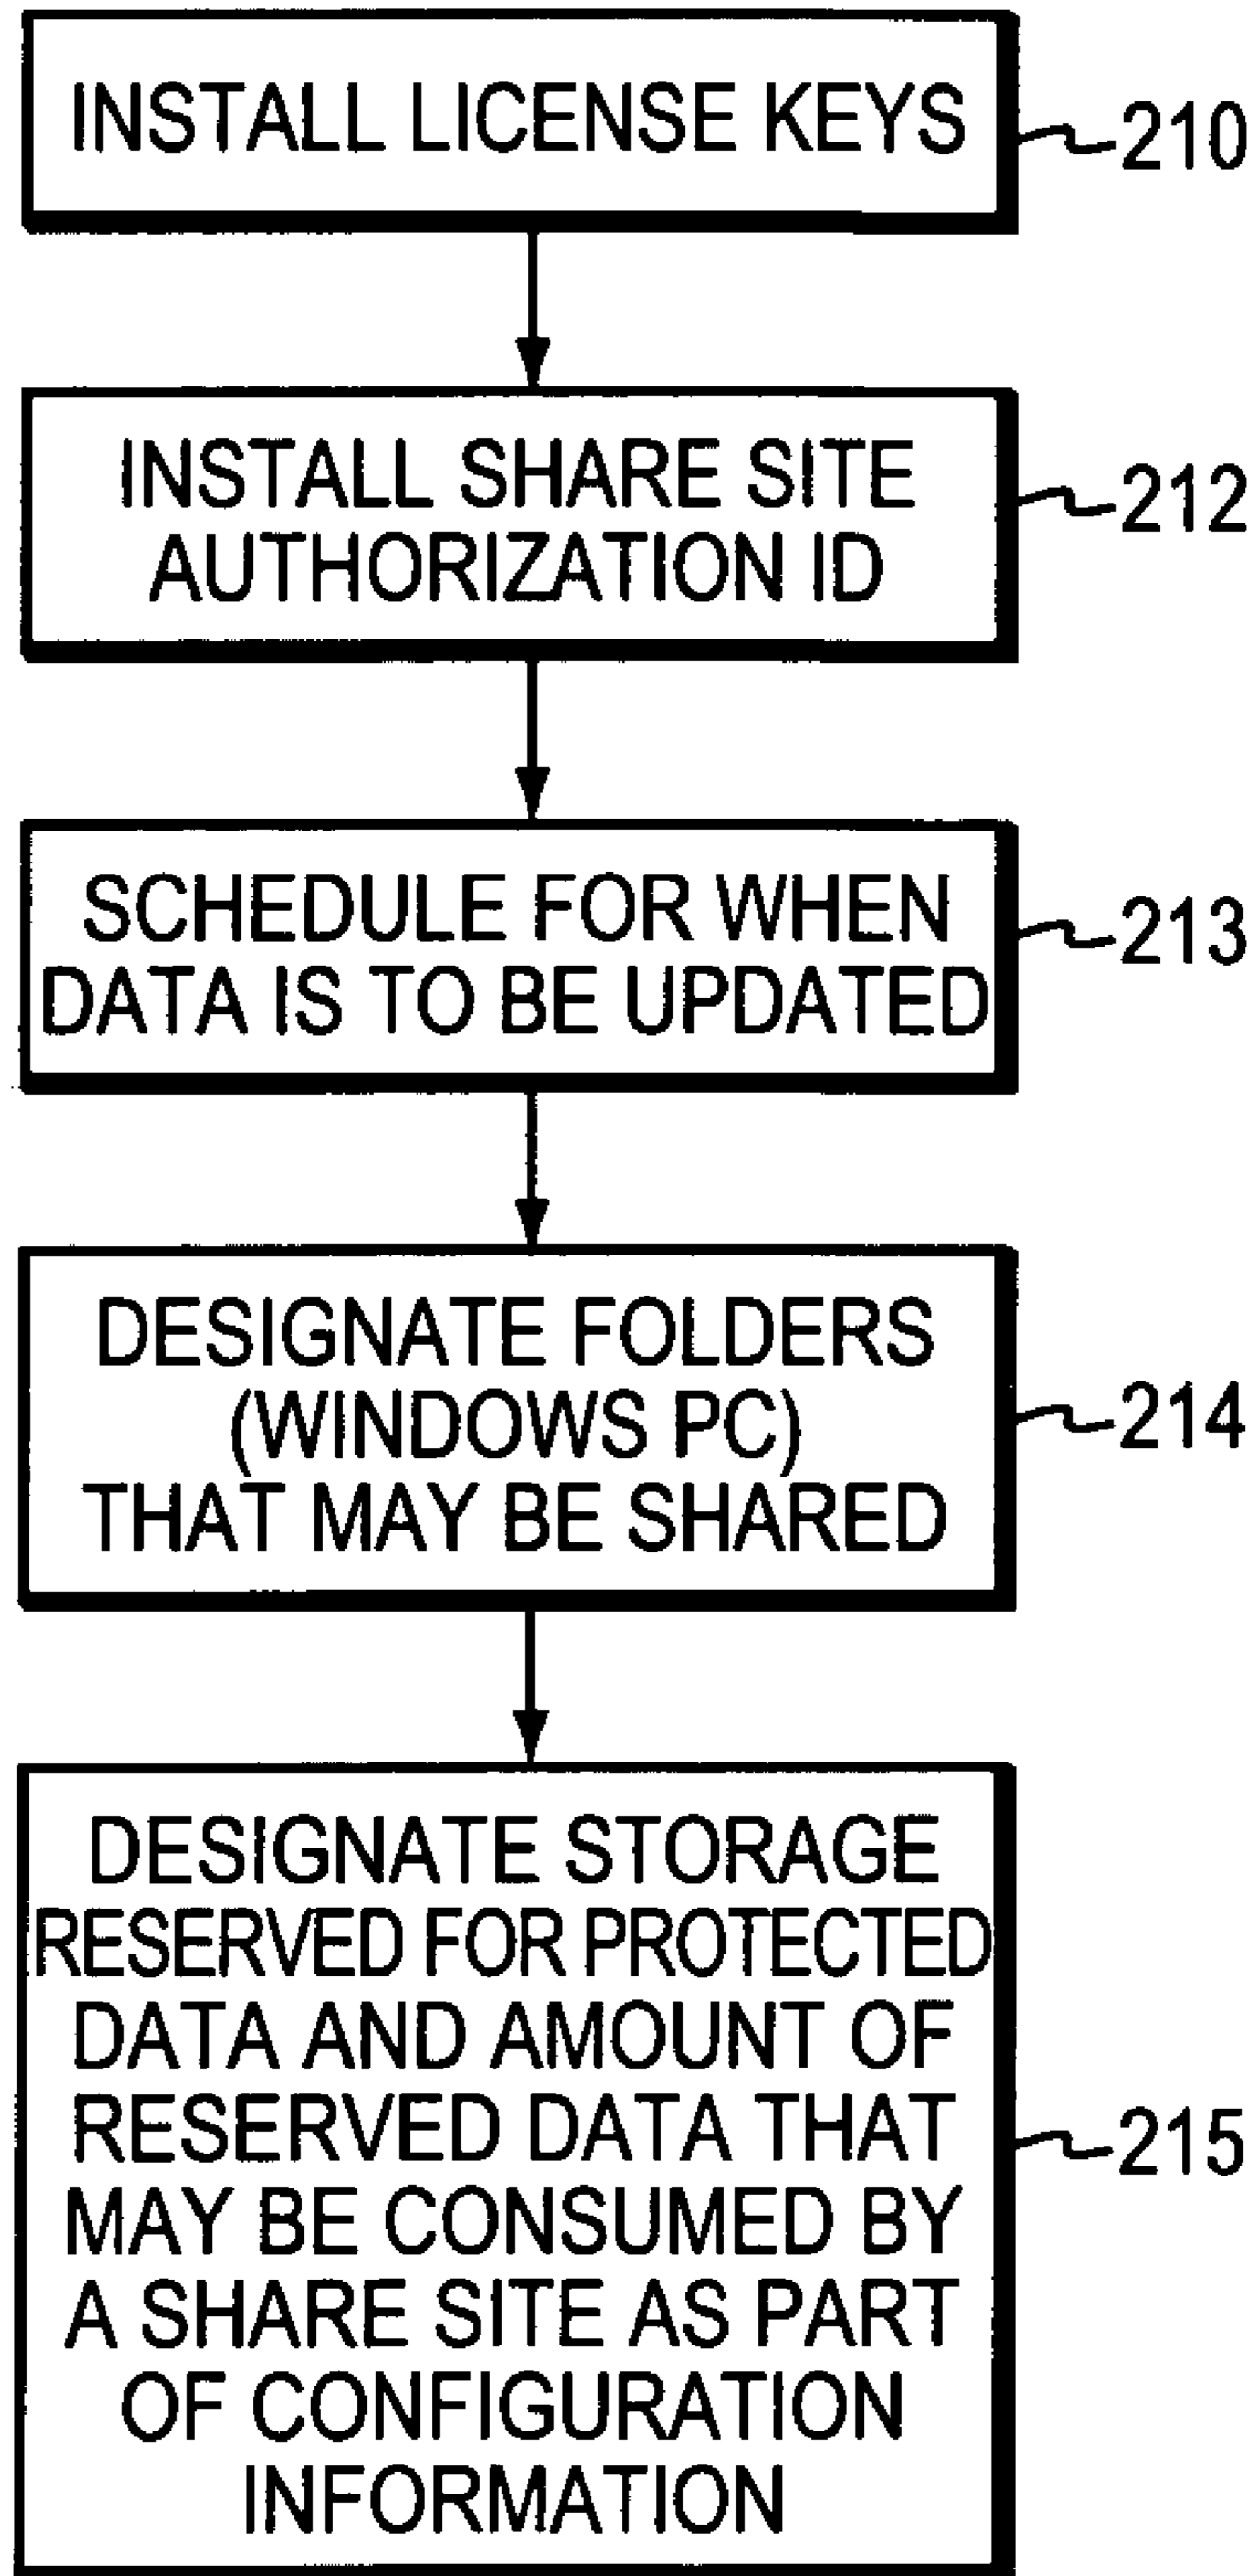 INSTALL LICENSE KEYS
210
INSTALL SHARE SITE
AUTHORIZATION ID
212
SCHEDULE FOR WHEN
DATA IS TO BE UPDATED
213
DESIGNATE FOLDERS
(WINDOWS PC)
THAT MAY BE SHARED
214
DESIGNATE STORAGE
RESERVED FOR PROTECTED
DATA AND AMOUNT OF
RESERVED DATA THAT
MAY BE CONSUMED BY
A SHARE SITE AS PART
OF CONFIGURATION
INFORMATION
215